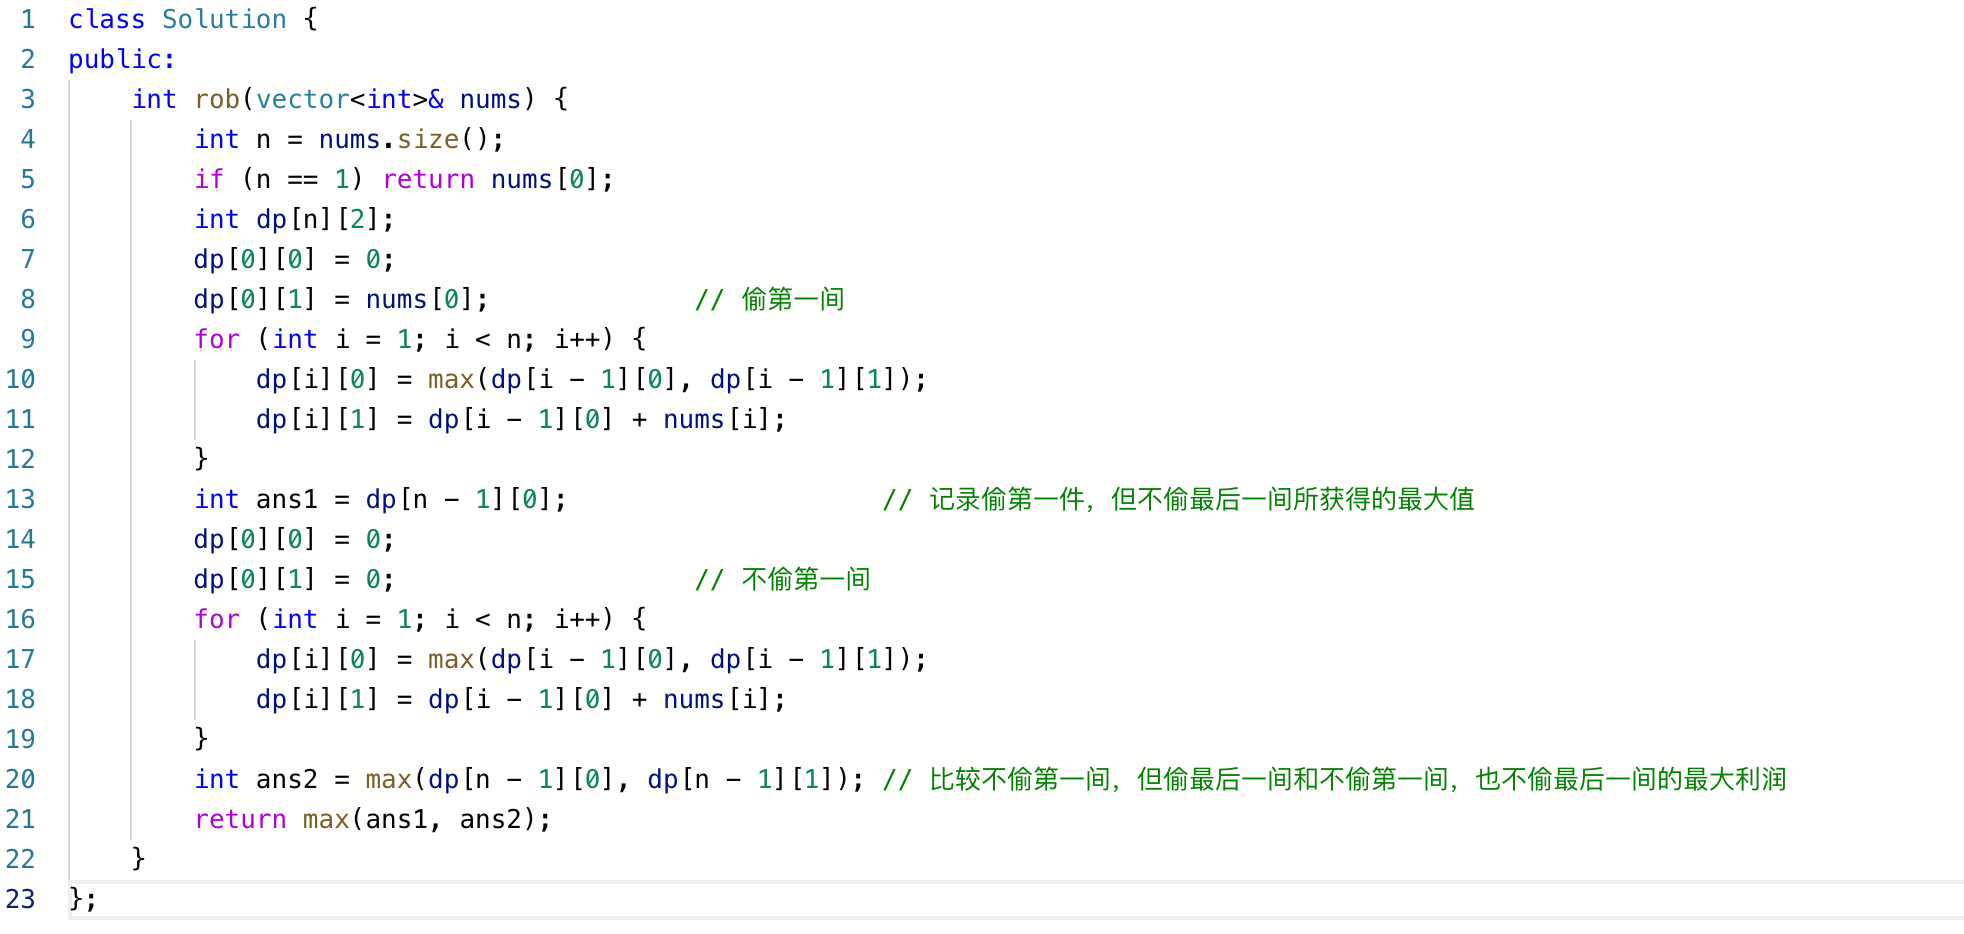 1 class Solution {
2 public:
3     int rob(vector<int>& nums) {
4         int n = nums.size();
5         if (n == 1) return nums[0];
6         int dp[n][2];
7         dp[0][0] = 0;
8         dp[0][1] = nums[0];             // 偷第一间
9         for (int i = 1; i < n; i++) {
10             dp[i][0] = max(dp[i - 1][0], dp[i - 1][1]);
11             dp[i][1] = dp[i - 1][0] + nums[i];
12         }
13         int ans1 = dp[n - 1][0];                    // 记录偷第一件，但不偷最后一间所获得的最大值
14         dp[0][0] = 0;
15         dp[0][1] = 0;                   // 不偷第一间
16         for (int i = 1; i < n; i++) {
17             dp[i][0] = max(dp[i - 1][0], dp[i - 1][1]);
18             dp[i][1] = dp[i - 1][0] + nums[i];
19         }
20         int ans2 = max(dp[n - 1][0], dp[n - 1][1]); // 比较不偷第一间，但偷最后一间和不偷第一间，也不偷最后一间的最大利润
21         return max(ans1, ans2);
22     }
23 };